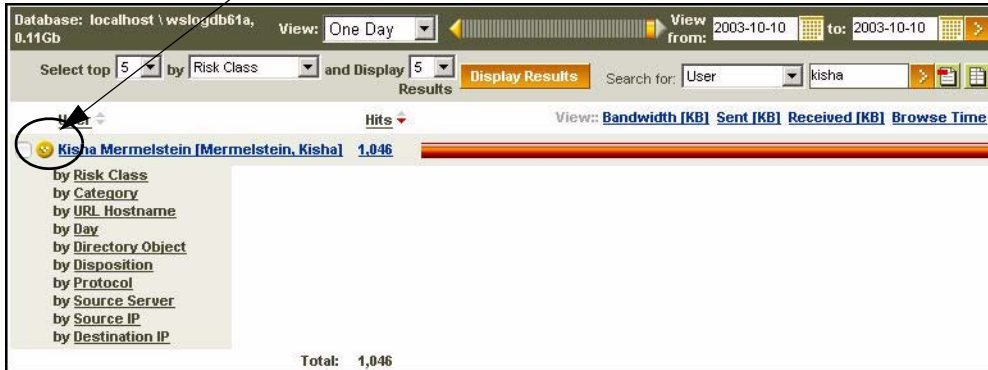 Database: localhost \ wslogdb61a, 0.11Gb
View: One Day
View from: 2003-10-10 to: 2003-10-10
Select top 5 by Risk Class and Display 5 Results
Display Results
Search for: User kisha
User Hits View:: Bandwidth [KB] Sent [KB] Received [KB] Browse Time
Kisha Mermelstein [Mermelstein, Kisha] 1,046
by Risk Class
by Category
by URL Hostname
by Day
by Directory Object
by Disposition
by Protocol
by Source Server
by Source IP
by Destination IP
Total: 1,046